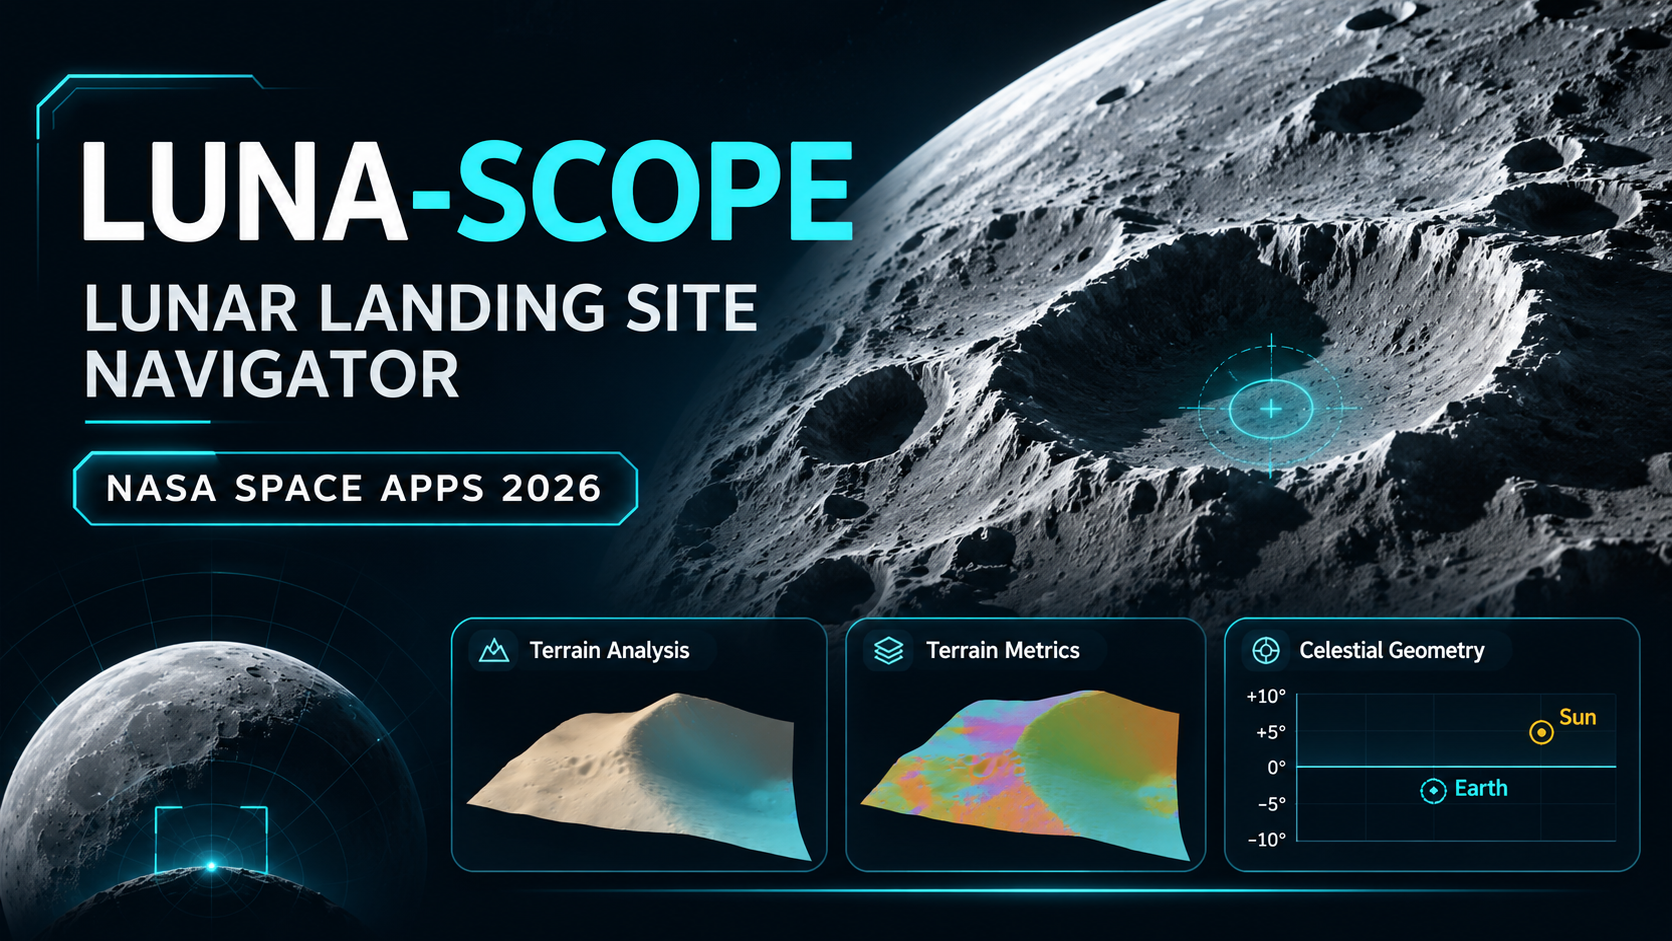 LUNA-SCOPE
LUNAR LANDING SITE
NAVIGATOR
NASA SPACE APPS 2026
Terrain Analysis
Terrain Metrics
Celestial Geometry
+10°
+5°
0°
−5°
−10°
Sun
Earth